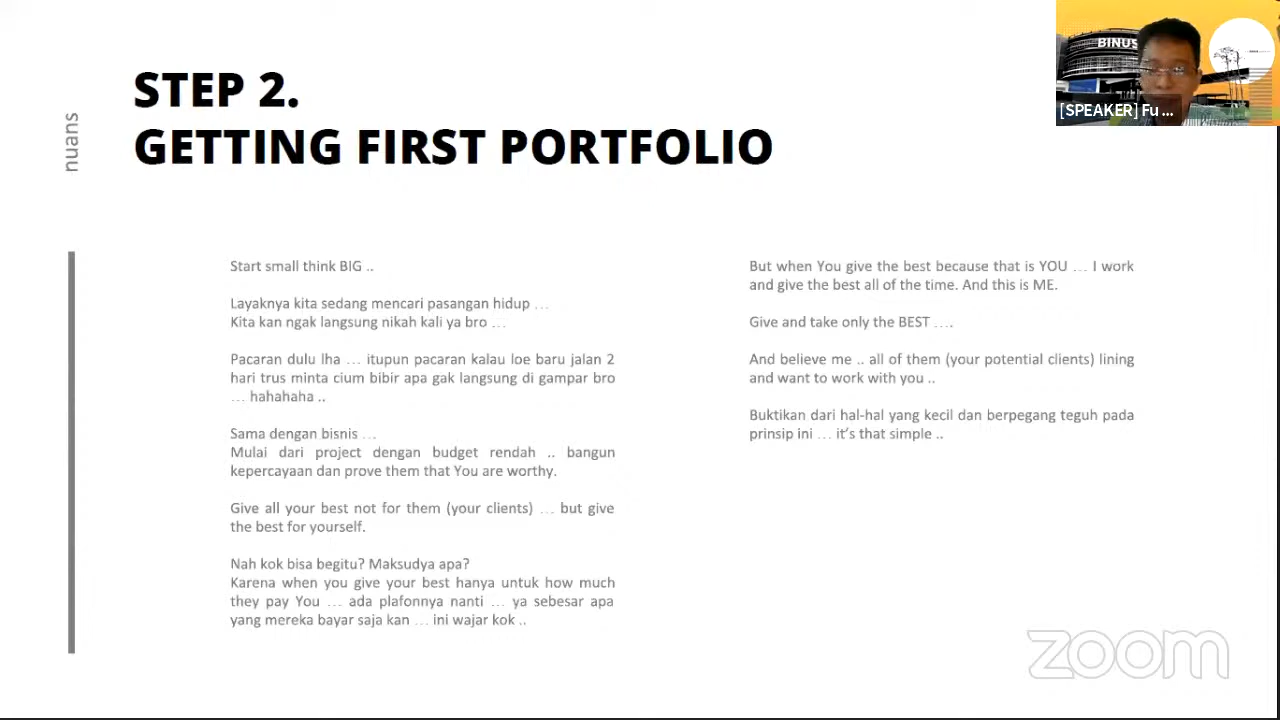 nuans
STEP 2.
GETTING FIRST PORTFOLIO
Start small think BIG ..
Layaknya kita sedang mencari pasangan hidup ...
Kita kan ngak langsung nikah kali ya bro ...
Pacaran dulu lha ... itupun pacaran kalau loe baru jalan 2
hari trus minta cium bibir apa gak langsung di gampar bro
... hahahaha ..
Sama dengan bisnis ...
Mulai dari project dengan budget rendah .. bangun
kepercayaan dan prove them that You are worthy.
Give all your best not for them (your clients) ... but give
the best for yourself.
Nah kok bisa begitu? Maksudya apa?
Karena when you give your best hanya untuk how much
they pay You ... ada plafonnya nanti ... ya sebesar apa
yang mereka bayar saja kan ... ini wajar kok ..
But when You give the best because that is YOU ... I work
and give the best all of the time. And this is ME.
Give and take only the BEST ....
And believe me .. all of them (your potential clients) lining
and want to work with you ..
Buktikan dari hal-hal yang kecil dan berpegang teguh pada
prinsip ini ... it's that simple ..
BINUS
[SPEAKER] Fu ...
zoom